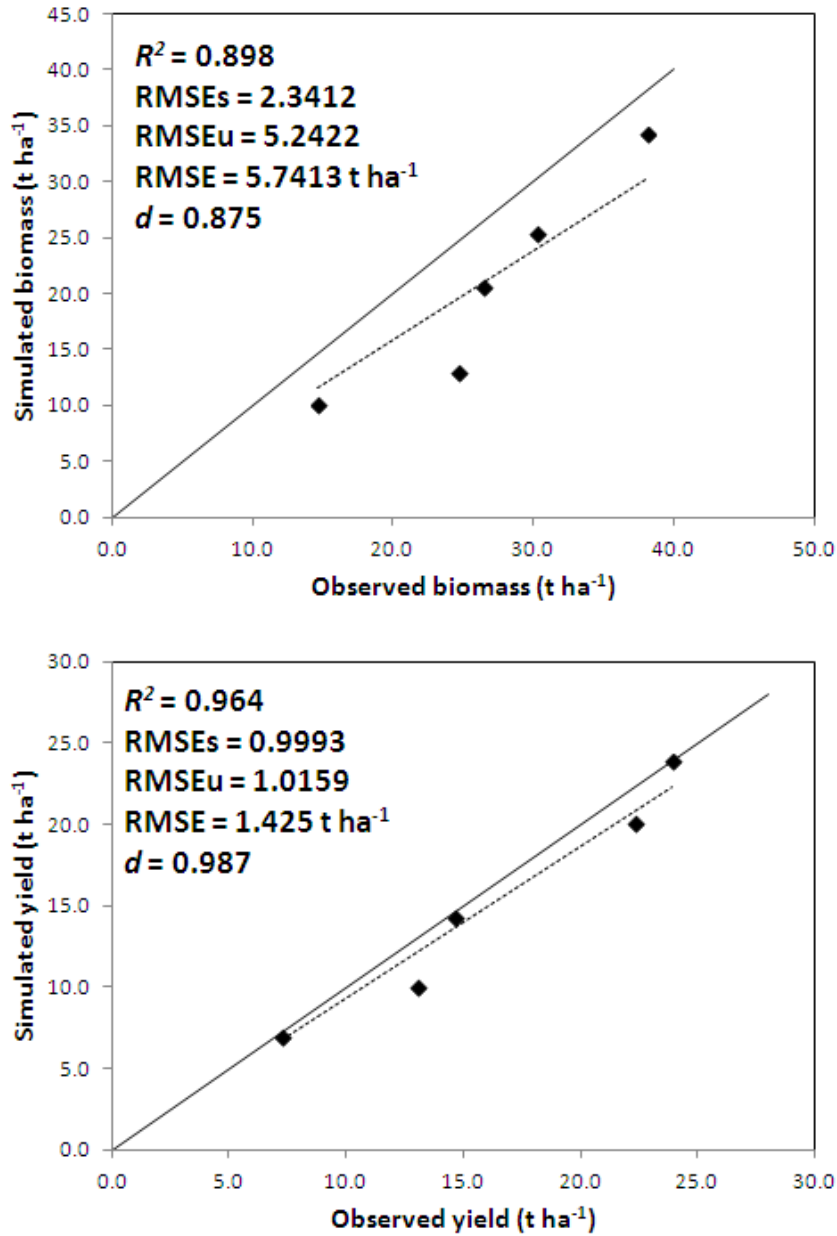 45.0
40.0
35.0
30.0
25.0
20.0
15.0
10.0
5.0
0.0
Simulated biomass (t ha⁻¹)
R² = 0.898
RMSEs = 2.3412
RMSEu = 5.2422
RMSE = 5.7413 t ha⁻¹
d = 0.875
0.0 10.0 20.0 30.0 40.0 50.0
Observed biomass (t ha⁻¹)
30.0
25.0
20.0
15.0
10.0
5.0
0.0
Simulated yield (t ha⁻¹)
R² = 0.964
RMSEs = 0.9993
RMSEu = 1.0159
RMSE = 1.425 t ha⁻¹
d = 0.987
0.0 5.0 10.0 15.0 20.0 25.0 30.0
Observed yield (t ha⁻¹)